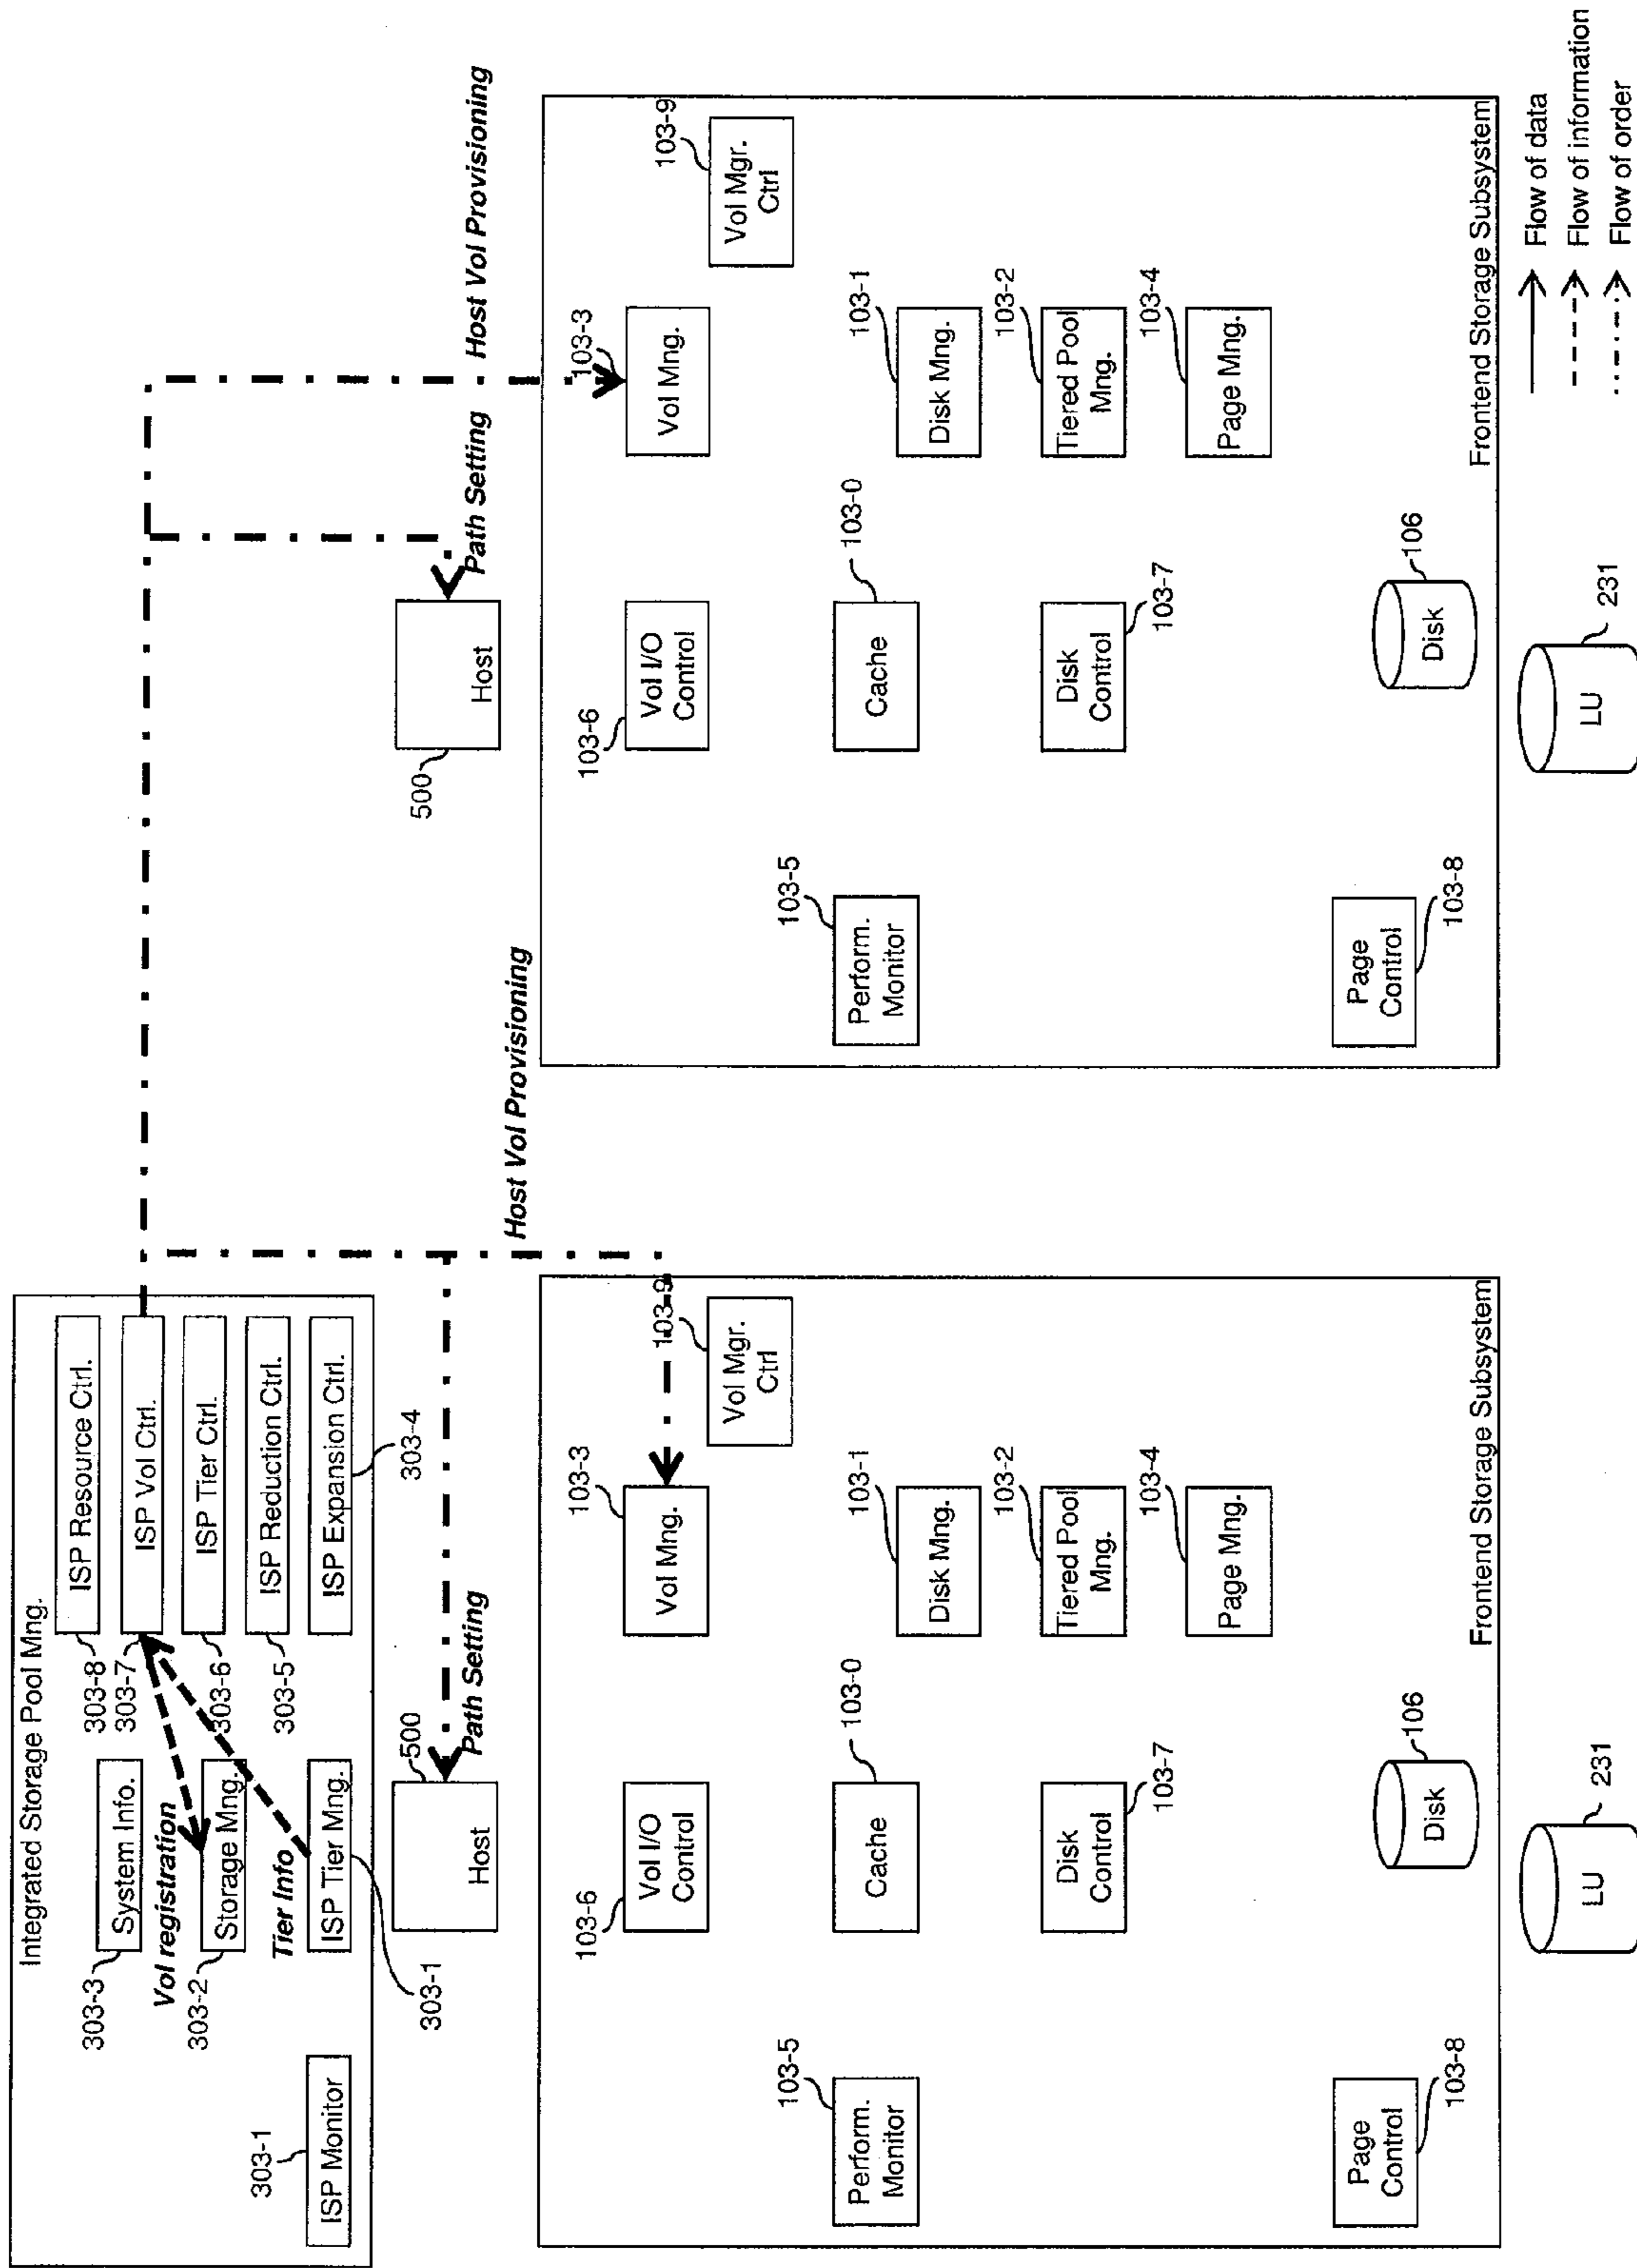 Integrated Storage Pool Mng.
303-1
ISP Monitor
303-3
System Info.
Vol registration
303-2
Storage Mng.
Tier Info
ISP Tier Mng.
303-1
303-8
ISP Resource Ctrl.
303-7
ISP Vol Ctrl.
303-6
ISP Tier Ctrl.
303-5
ISP Reduction Ctrl.
ISP Expansion Ctrl.
303-4
500
Host
Path Setting
Host Vol Provisioning
500
Host
Path Setting
Host Vol Provisioning
103-6
Vol I/O
Control
103-3
Vol Mng.
103-9
Vol Mgr.
Ctrl
103-5
Perform.
Monitor
103-0
Cache
103-1
Disk Mng.
Disk
Control
103-7
103-2
Tiered Pool
Mng.
103-4
Page Mng.
Page
Control
103-8
106
Disk
Frontend Storage Subsystem
231
LU
103-6
Vol I/O
Control
103-3
Vol Mng.
103-9
Vol Mgr.
Ctrl
103-5
Perform.
Monitor
103-0
Cache
103-1
Disk Mng.
Disk
Control
103-7
103-2
Tiered Pool
Mng.
103-4
Page Mng.
Page
Control
103-8
106
Disk
Frontend Storage Subsystem
231
LU
Flow of data
Flow of information
Flow of order